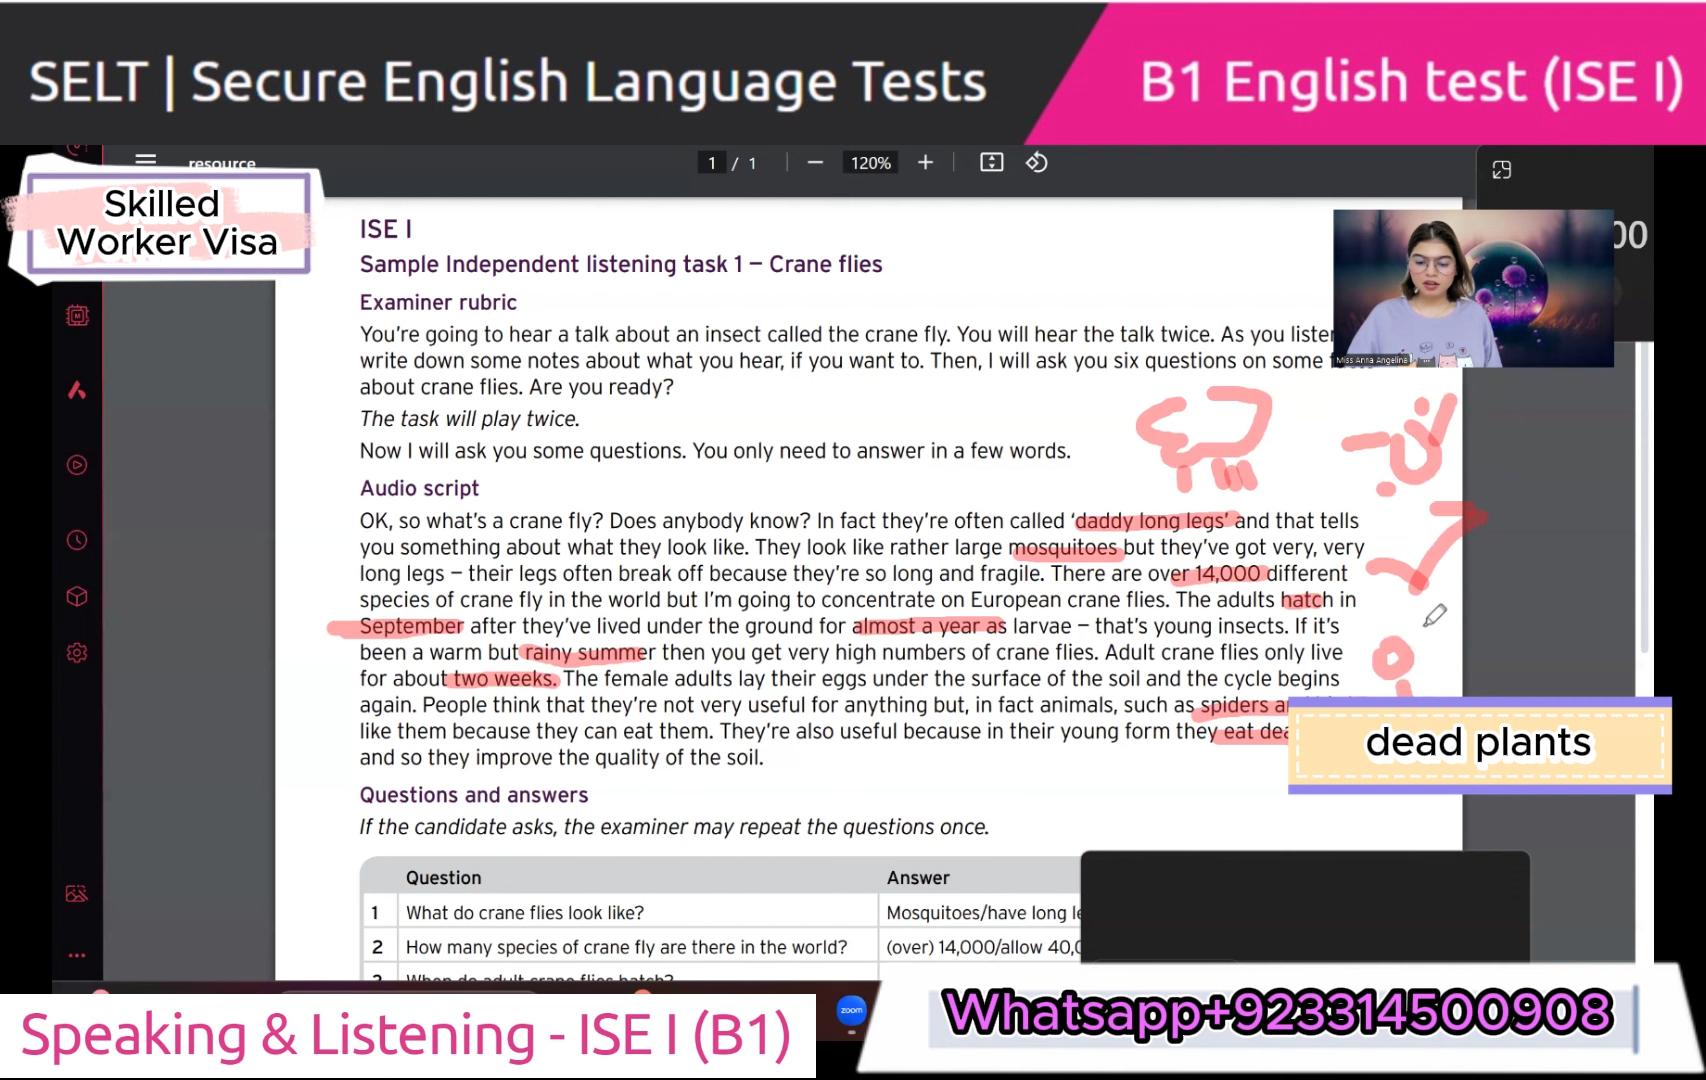 SELT | Secure English Language Tests
B1 English test (ISE I)
resource
1 / 1
120%
Skilled
Worker Visa
00
ISE I
Sample Independent listening task 1 – Crane flies
Examiner rubric
You're going to hear a talk about an insect called the crane fly. You will hear the talk twice. As you listen
write down some notes about what you hear, if you want to. Then, I will ask you six questions on some
about crane flies. Are you ready?
Miss Anna Angelina
The task will play twice.
Now I will ask you some questions. You only need to answer in a few words.
Audio script
OK, so what's a crane fly? Does anybody know? In fact they're often called 'daddy long legs' and that tells
you something about what they look like. They look like rather large mosquitoes but they've got very, very
long legs – their legs often break off because they're so long and fragile. There are over 14,000 different
species of crane fly in the world but I'm going to concentrate on European crane flies. The adults hatch in
September after they've lived under the ground for almost a year as larvae – that's young insects. If it's
been a warm but rainy summer then you get very high numbers of crane flies. Adult crane flies only live
for about two weeks. The female adults lay their eggs under the surface of the soil and the cycle begins
again. People think that they're not very useful for anything but, in fact animals, such as spiders
like them because they can eat them. They're also useful because in their young form they eat
and so they improve the quality of the soil.
dead plants
Questions and answers
If the candidate asks, the examiner may repeat the questions once.
Question Answer
1 What do crane flies look like? Mosquitoes/have long
2 How many species of crane fly are there in the world? (over) 14,000/allow
When do adult crane flies hatch?
zoom
Speaking & Listening - ISE I (B1)
Whatsapp+923314500908